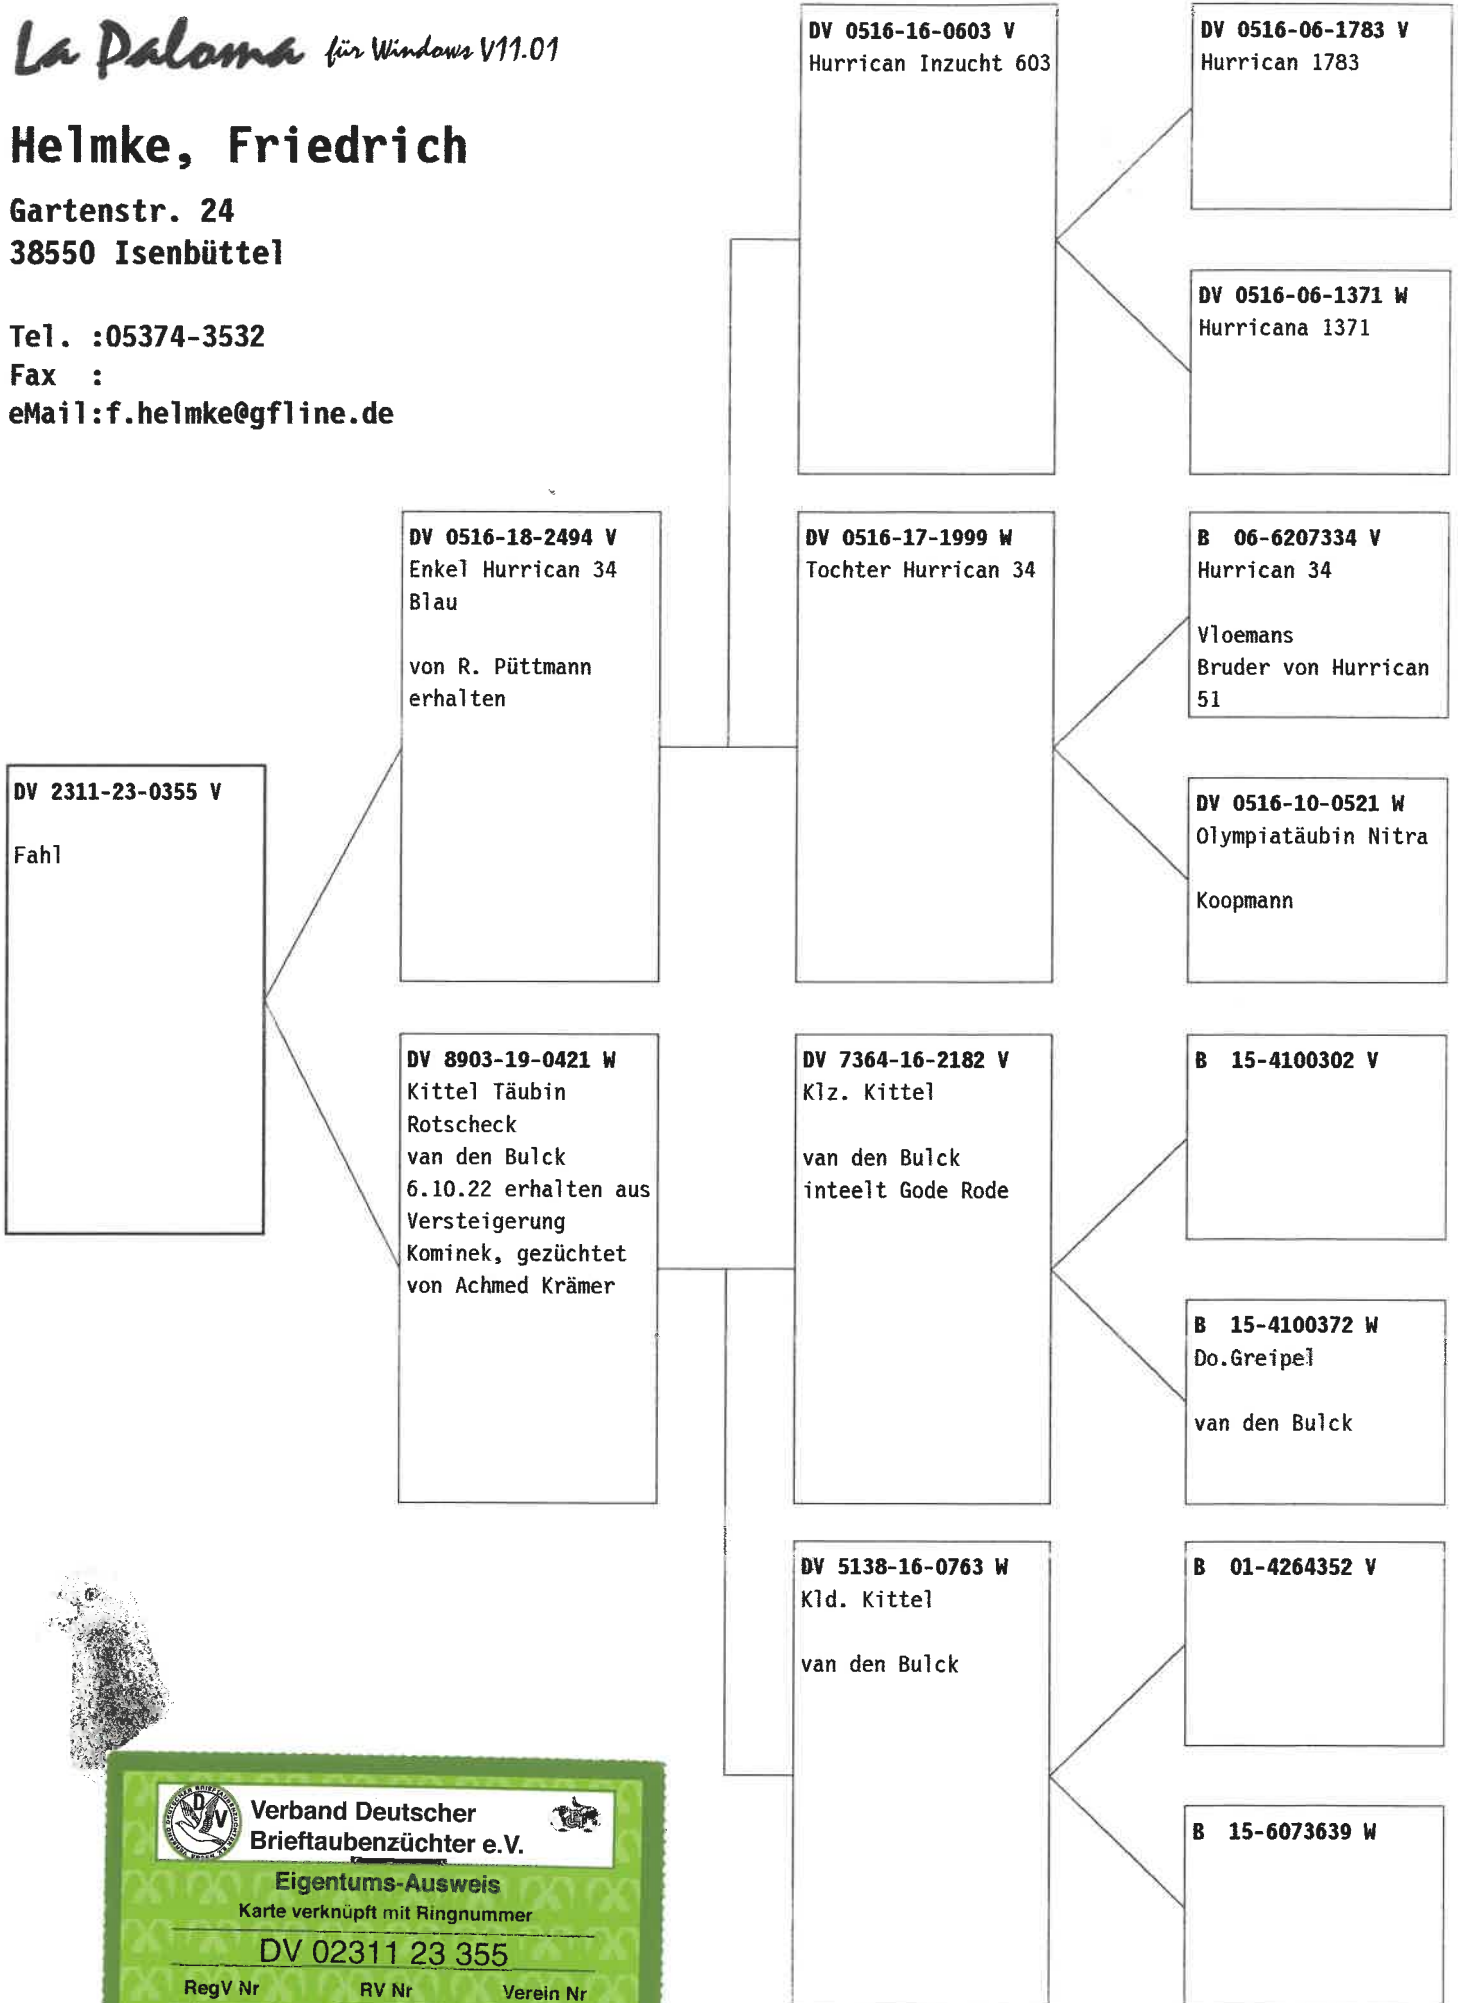 La Paloma für Windows V11.01
Helmke, Friedrich
Gartenstr. 24
38550 Isenbüttel
Tel. :05374-3532
Fax  :
eMail:f.helmke@gfline.de
DV 2311-23-0355 V
Fahl
DV 0516-18-2494 V
Enkel Hurrican 34
Blau
von R. Püttmann
erhalten
DV 8903-19-0421 W
Kittel Täubin
Rotscheck
van den Bulck
6.10.22 erhalten aus
Versteigerung
Kominek, gezüchtet
von Achmed Krämer
DV 0516-16-0603 V
Hurrican Inzucht 603
DV 0516-17-1999 W
Tochter Hurrican 34
DV 7364-16-2182 V
Klz. Kittel
van den Bulck
inteelt Gode Rode
DV 5138-16-0763 W
Kld. Kittel
van den Bulck
DV 0516-06-1783 V
Hurrican 1783
DV 0516-06-1371 W
Hurricana 1371
B  06-6207334 V
Hurrican 34
Vloemans
Bruder von Hurrican
51
DV 0516-10-0521 W
Olympiatäubin Nitra
Koopmann
B  15-4100302 V
B  15-4100372 W
Do.Greipel
van den Bulck
B  01-4264352 V
B  15-6073639 W
Verband Deutscher
Brieftaubenzüchter e.V.
Eigentums-Ausweis
Karte verknüpft mit Ringnummer
DV 02311 23 355
RegV Nr RV Nr Verein Nr